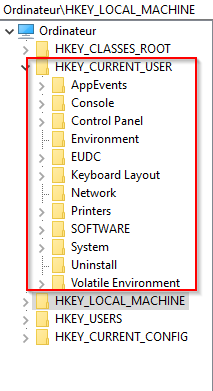 Ordinateur\HKEY_LOCAL_MACHINE
Ordinateur
HKEY_CLASSES_ROOT
HKEY_CURRENT_USER
AppEvents
Console
Control Panel
Environment
EUDC
Keyboard Layout
Network
Printers
SOFTWARE
System
Uninstall
Volatile Environment
HKEY_LOCAL_MACHINE
HKEY_USERS
HKEY_CURRENT_CONFIG